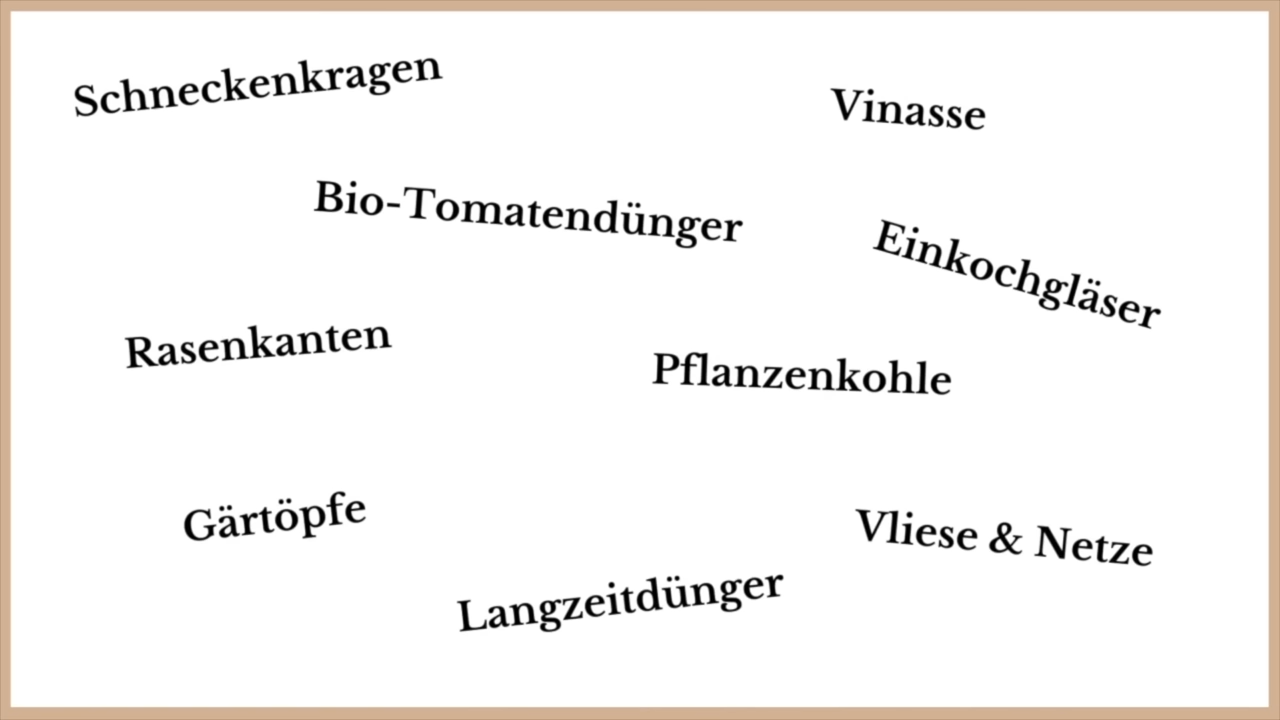 Schneckenkragen
Vinasse
Bio-Tomatendünger
Einkochgläser
Rasenkanten
Pflanzenkohle
Gärtöpfe
Vliese & Netze
Langzeitdünger